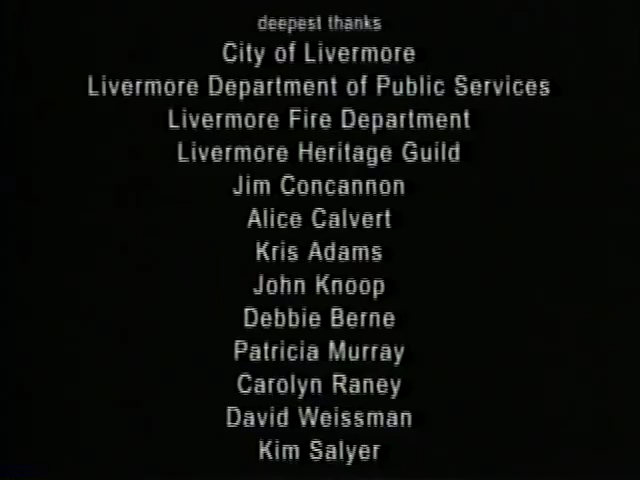 deepest thanks
City of Livermore
Livermore Department of Public Services
Livermore Fire Department
Livermore Heritage Guild
Jim Concannon
Alice Calvert
Kris Adams
John Knoop
Debbie Berne
Patricia Murray
Carolyn Raney
David Weissman
Kim Salyer